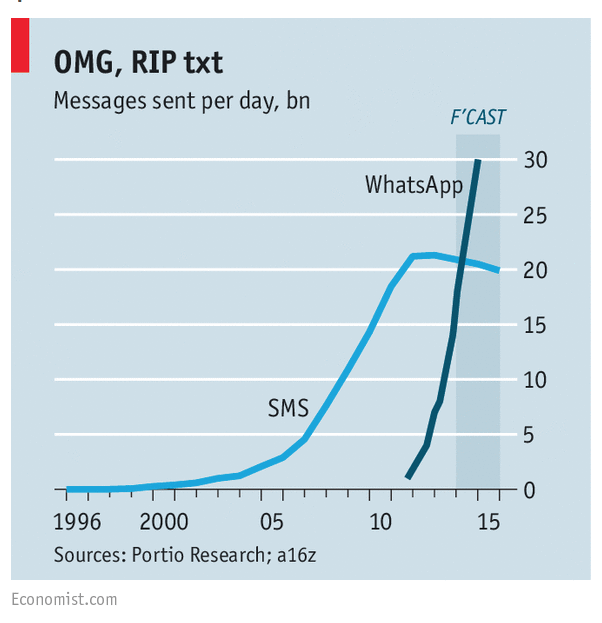 OMG, RIP txt
Messages sent per day, bn
F'CAST
30
WhatsApp
25
20
15
10
SMS
5
0
1996 2000 05 10 15
Sources: Portio Research; a16z
Economist.com